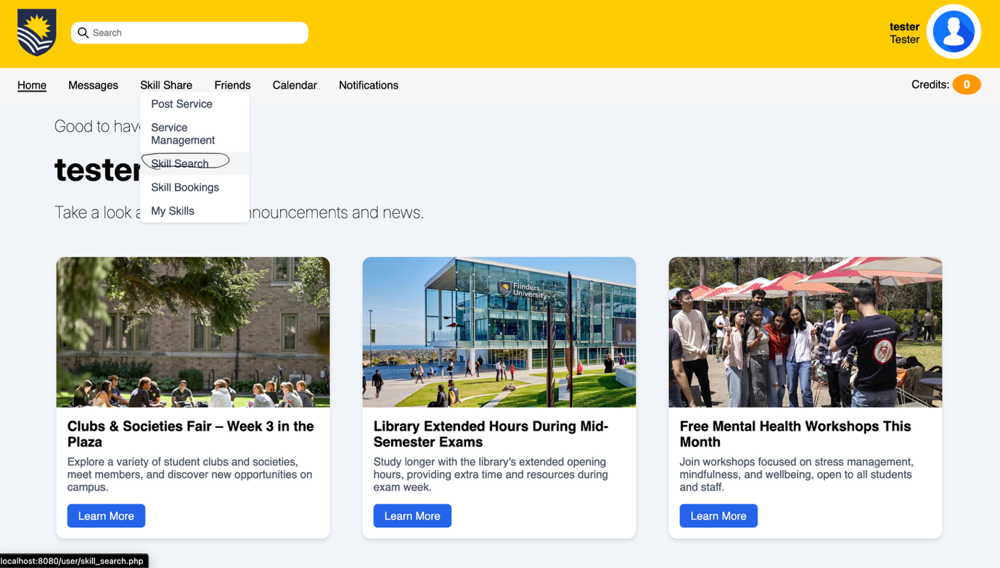 Search
tester
Tester
Home Messages Skill Share Friends Calendar Notifications Credits: 0
Post Service
Service
Management
Skill Search
Skill Bookings
My Skills
Good to hav
tester
Take a look a nnouncements and news.
Flinders
University
Clubs & Societies Fair – Week 3 in the
Plaza
Explore a variety of student clubs and societies,
meet members, and discover new opportunities on
campus.
Learn More
Library Extended Hours During Mid-
Semester Exams
Study longer with the library's extended opening
hours, providing extra time and resources during
exam week.
Learn More
Free Mental Health Workshops This
Month
Join workshops focused on stress management,
mindfulness, and wellbeing, open to all students
and staff.
Learn More
localhost:8080/user/skill_search.php